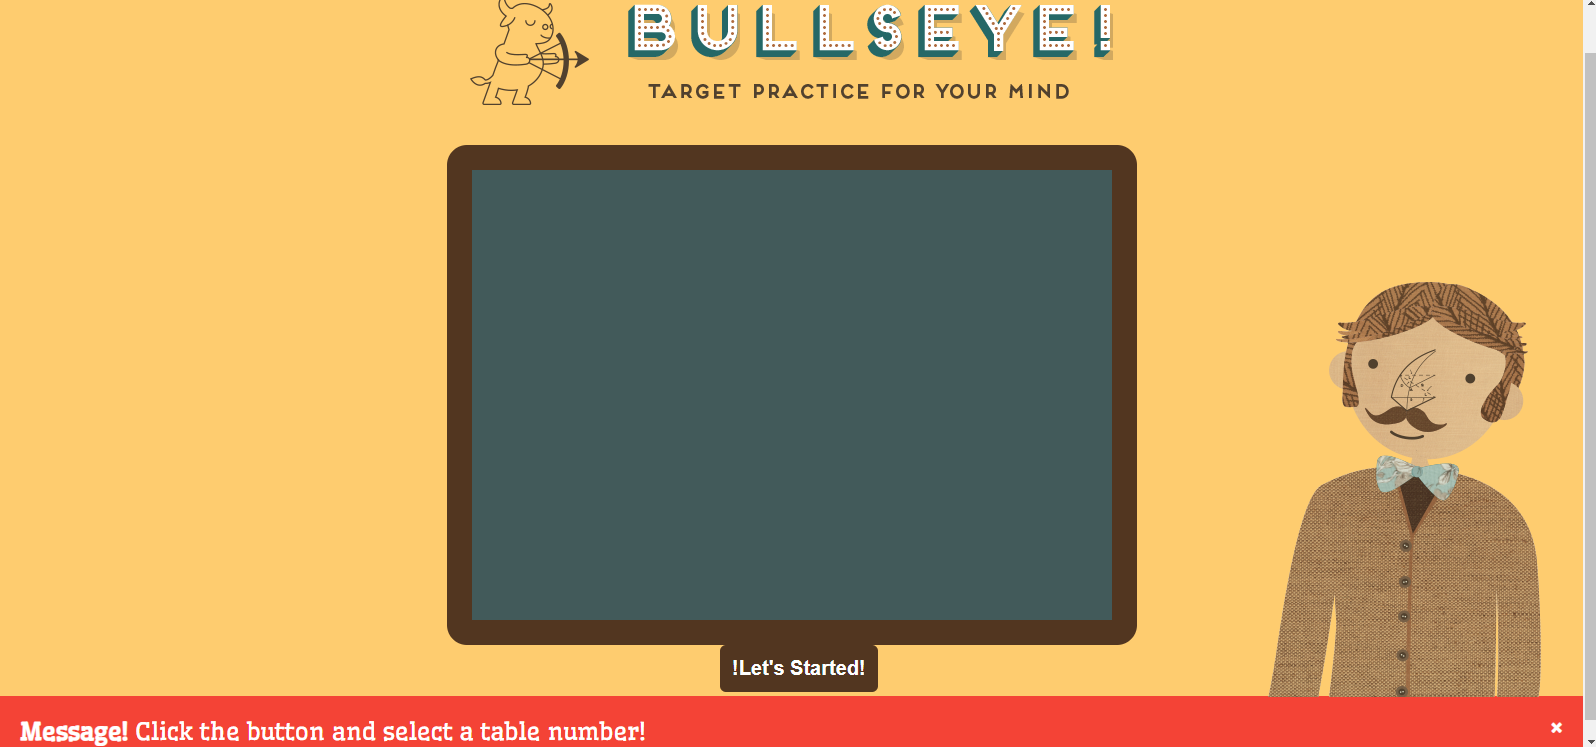 BULLSEYE!
TARGET PRACTICE FOR YOUR MIND
!Let's Started!
Message! Click the button and select a table number!
×